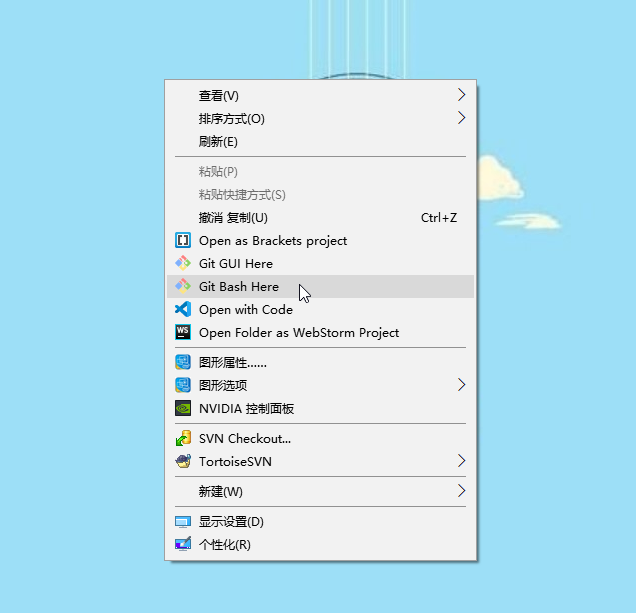 查看(V)
排序方式(O)
刷新(E)
粘贴(P)
粘贴快捷方式(S)
撤消 复制(U) Ctrl+Z
Open as Brackets project
Git GUI Here
Git Bash Here
Open with Code
WS Open Folder as WebStorm Project
图形属性......
图形选项
NVIDIA 控制面板
SVN Checkout...
TortoiseSVN
新建(W)
显示设置(D)
个性化(R)